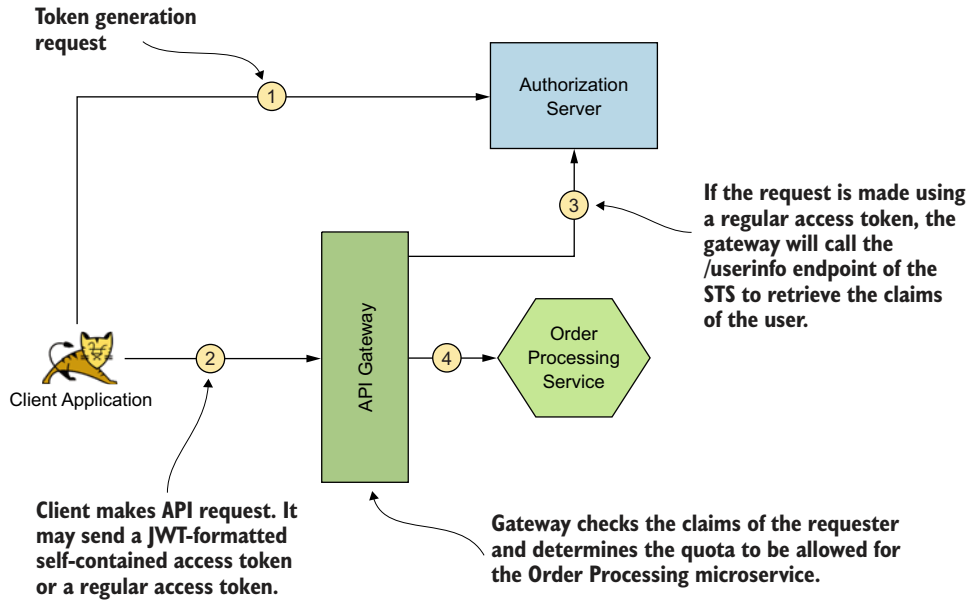 Token generation
request
1
Authorization
Server
3
If the request is made using
a regular access token, the
gateway will call the
/userinfo endpoint of the
STS to retrieve the claims
of the user.
API Gateway
Order
Processing
Service
2
4
Client Application
Client makes API request. It
may send a JWT-formatted
self-contained access token
or a regular access token.
Gateway checks the claims of the requester
and determines the quota to be allowed for
the Order Processing microservice.